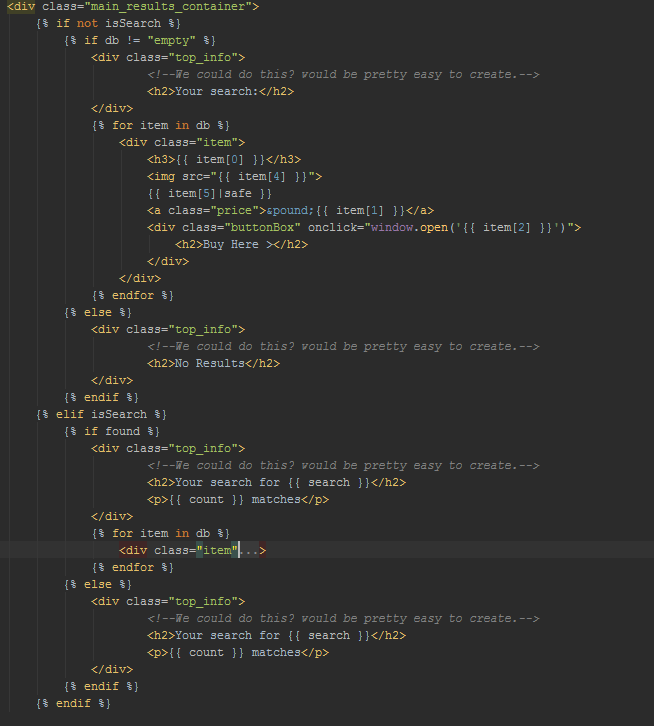 <div class="main_results_container">
{% if not isSearch %}
{% if db != "empty" %}
<div class="top_info">
<!--We could do this? would be pretty easy to create.-->
<h2>Your search:</h2>
</div>
{% for item in db %}
<div class="item">
<h3>{{ item[0] }}</h3>
<img src="{{ item[4] }}">
{{ item[5]|safe }}
<a class="price">&pound;{{ item[1] }}</a>
<div class="buttonBox" onclick="window.open('{{ item[2] }}')">
<h2>Buy Here ></h2>
</div>
</div>
{% endfor %}
{% else %}
<div class="top_info">
<!--We could do this? would be pretty easy to create.-->
<h2>No Results</h2>
</div>
{% endif %}
{% elif isSearch %}
{% if found %}
<div class="top_info">
<!--We could do this? would be pretty easy to create.-->
<h2>Your search for {{ search }}</h2>
<p>{{ count }} matches</p>
</div>
{% for item in db %}
<div class="item"...>
{% endfor %}
{% else %}
<div class="top_info">
<!--We could do this? would be pretty easy to create.-->
<h2>Your search for {{ search }}</h2>
<p>{{ count }} matches</p>
</div>
{% endif %}
{% endif %}